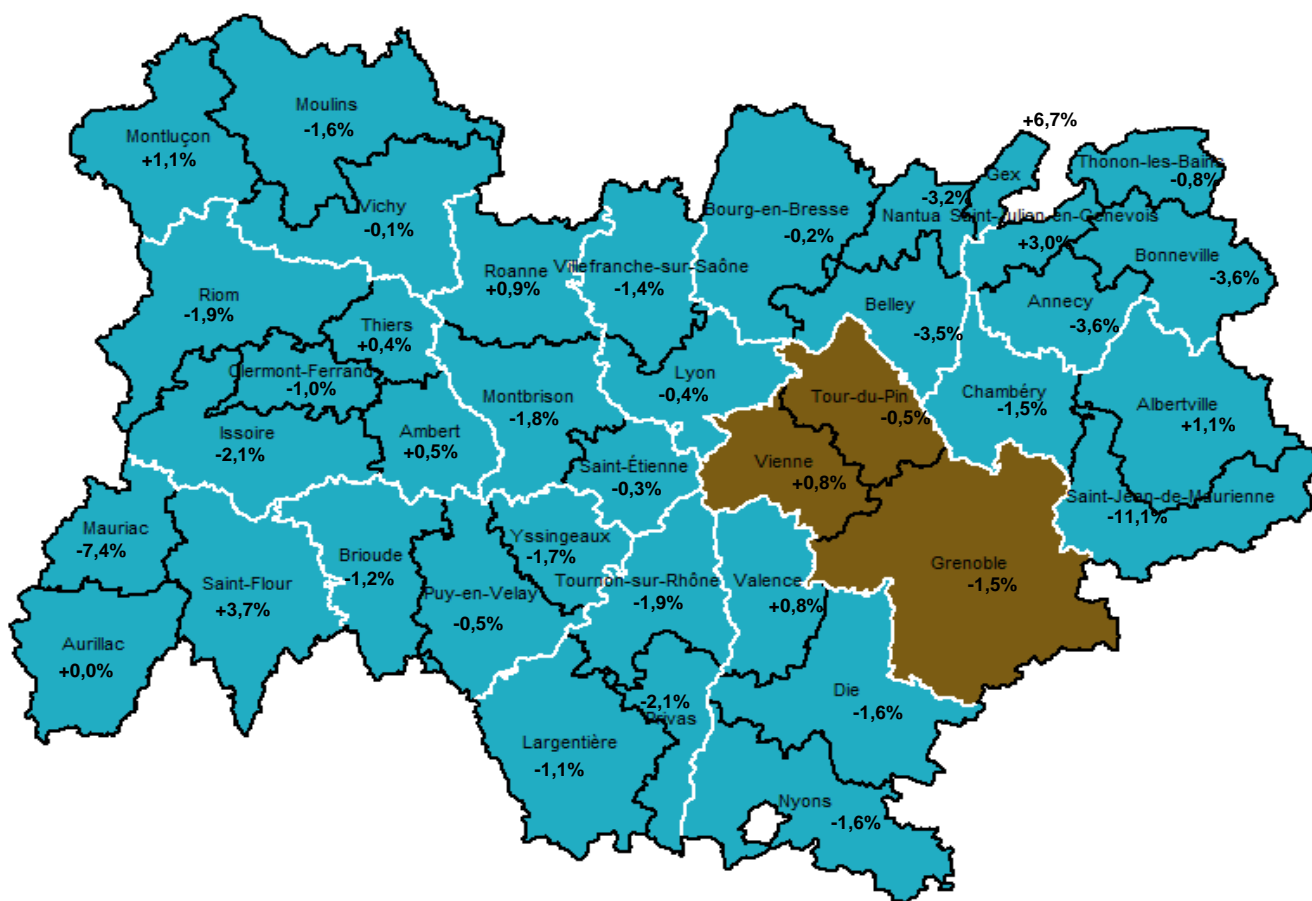 Moulins
-1,6%
Montluçon
+1,1%
+6,7%
Gex
Thonon-les-Bains
-0,8%
Vichy
-0,1%
Bourg-en-Bresse
-0,2%
-3,2%
Nantua
Saint-Julien-en-Genevois
+3,0%
Bonneville
-3,6%
Roanne
+0,9%
Villefranche-sur-Saône
-1,4%
Riom
-1,9%
Belley
-3,5%
Annecy
-3,6%
Thiers
+0,4%
Clermont-Ferrand
-1,0%
Lyon
-0,4%
Tour-du-Pin
-0,5%
Chambéry
-1,5%
Albertville
+1,1%
Montbrison
-1,8%
Issoire
-2,1%
Ambert
+0,5%
Saint-Étienne
-0,3%
Vienne
+0,8%
Saint-Jean-de-Maurienne
-11,1%
Mauriac
-7,4%
Saint-Flour
+3,7%
Brioude
-1,2%
Yssingeaux
-1,7%
Puy-en-Velay
-0,5%
Tournon-sur-Rhône
-1,9%
Valence
+0,8%
Grenoble
-1,5%
Aurillac
+0,0%
Die
-1,6%
-2,1%
Privas
Largentière
-1,1%
Nyons
-1,6%